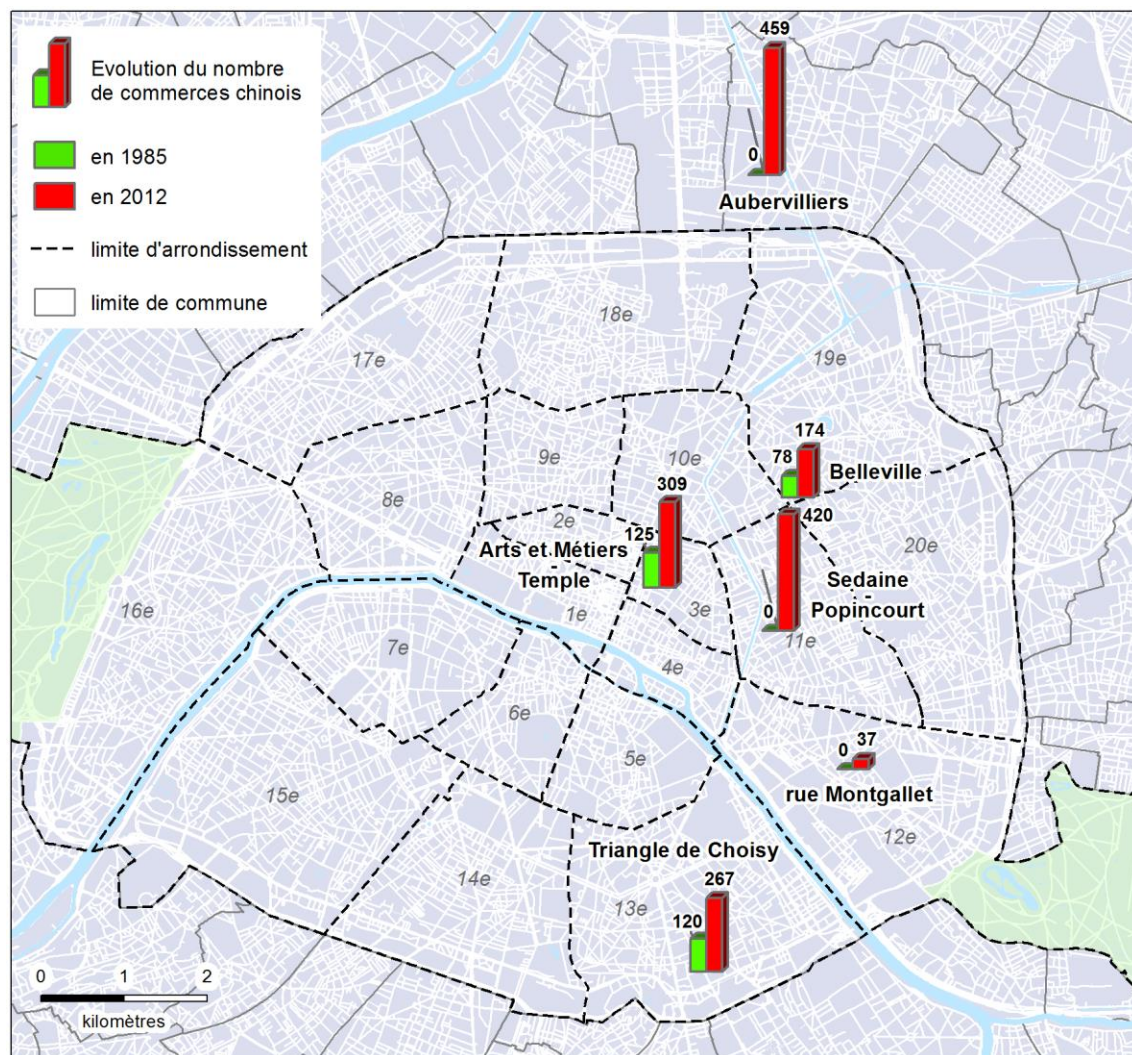 Evolution du nombre
de commerces chinois
en 1985
en 2012
limite d'arrondissement
limite de commune
459
0
Aubervilliers
18e
17e
19e
174
78
Belleville
9e
10e
309
8e
2e
125
420
20e
Arts et Métiers
-
Temple
Sedaine
-
Popincourt
16e
1e
3e
0
11e
7e
4e
6e
5e
0
37
rue Montgallet
15e
12e
Triangle de Choisy
14e
267
13e
120
0 1 2
kilomètres